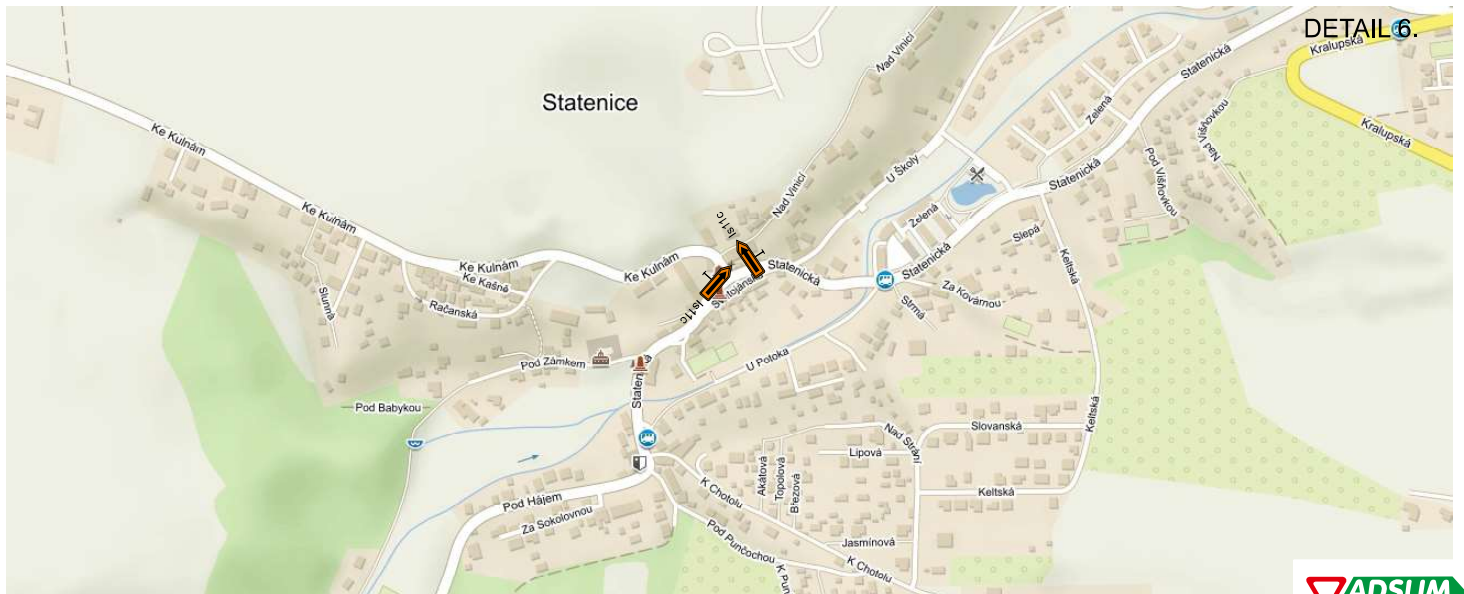 DETAIL 6.
Kralupská
Nad Vinicí
Statenická
Statenice
Zelená
Kralupská
Ke Kulnám
Nad Višňovkou
Pod Višňovkou
U Školy
Statenická
Nad Vinicí
Ke Kulnám
Zelená
Is11c
Slepá
Statenická
Keltská
Ke Kulnám
Ke Kulnám
Statenická
Ke Kašně
Za Kovárnou
Slunná
Račanská
Is11c
Strmá
U Potoka
Pod Zámkem
Pod Babykou
Keltská
Slovanská
Nad Strání
Lipová
Akátová
Topolová
Březová
K Chotolu
Keltská
Pod Hájem
Za Sokolovnou
Pod Punčochou
Jasmínová
K Chotolu
ADSUM